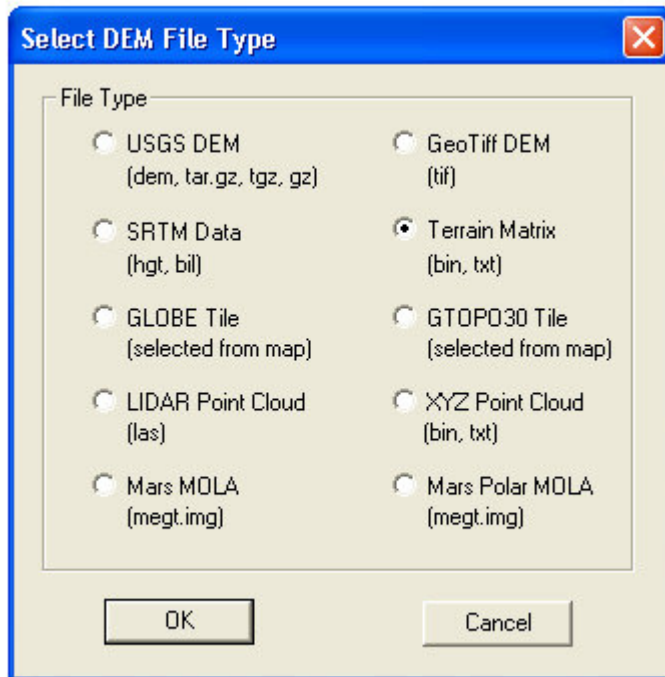 Select DEM File Type
File Type
USGS DEM
(dem, tar.gz, tgz, gz)
GeoTiff DEM
(tif)
SRTM Data
(hgt, bil)
Terrain Matrix
(bin, txt)
GLOBE Tile
(selected from map)
GTOPO30 Tile
(selected from map)
LIDAR Point Cloud
(las)
XYZ Point Cloud
(bin, txt)
Mars MOLA
(megt.img)
Mars Polar MOLA
(megt.img)
OK
Cancel